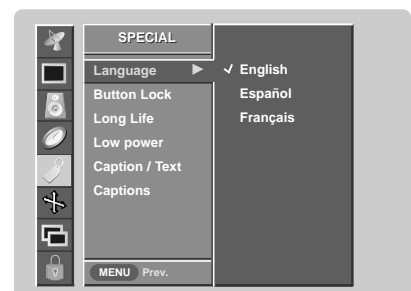 SPECIAL
Language
Button Lock
Long Life
Low power
Caption / Text
Captions
MENU Prev.
English
Español
Français